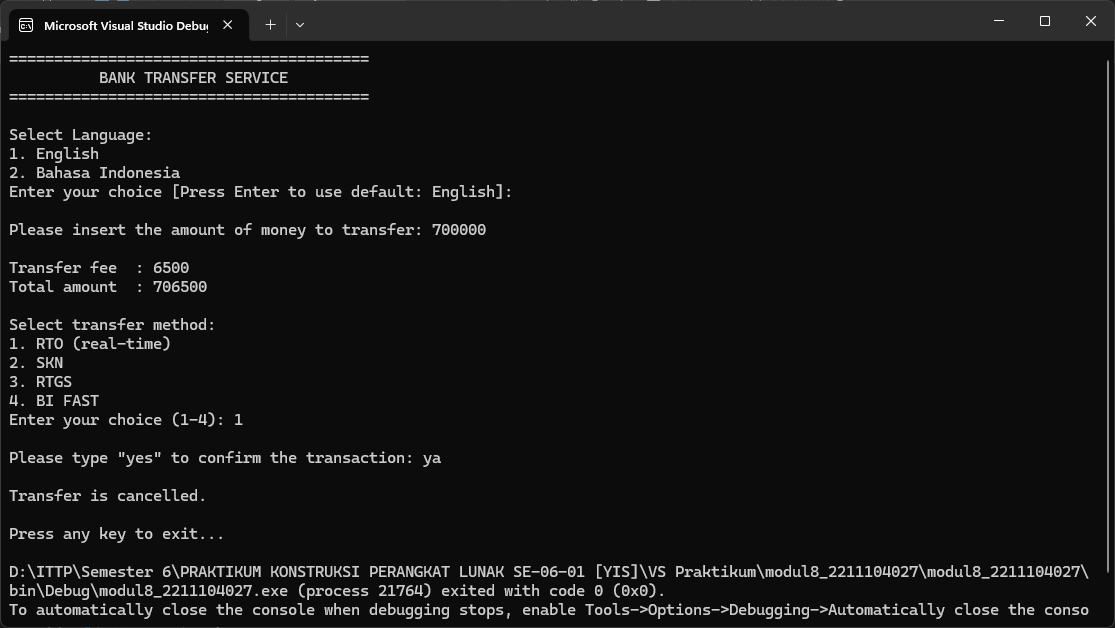 Microsoft Visual Studio Debug
========================================
BANK TRANSFER SERVICE
========================================
Select Language:
1. English
2. Bahasa Indonesia
Enter your choice [Press Enter to use default: English]:
Please insert the amount of money to transfer: 700000
Transfer fee  : 6500
Total amount  : 706500
Select transfer method:
1. RTO (real-time)
2. SKN
3. RTGS
4. BI FAST
Enter your choice (1-4): 1
Please type "yes" to confirm the transaction: ya
Transfer is cancelled.
Press any key to exit...
D:\ITTP\Semester 6\PRAKTIKUM KONSTRUKSI PERANGKAT LUNAK SE-06-01 [YIS]\VS Praktikum\modul8_2211104027\modul8_2211104027\
bin\Debug\modul8_2211104027.exe (process 21764) exited with code 0 (0x0).
To automatically close the console when debugging stops, enable Tools->Options->Debugging->Automatically close the conso